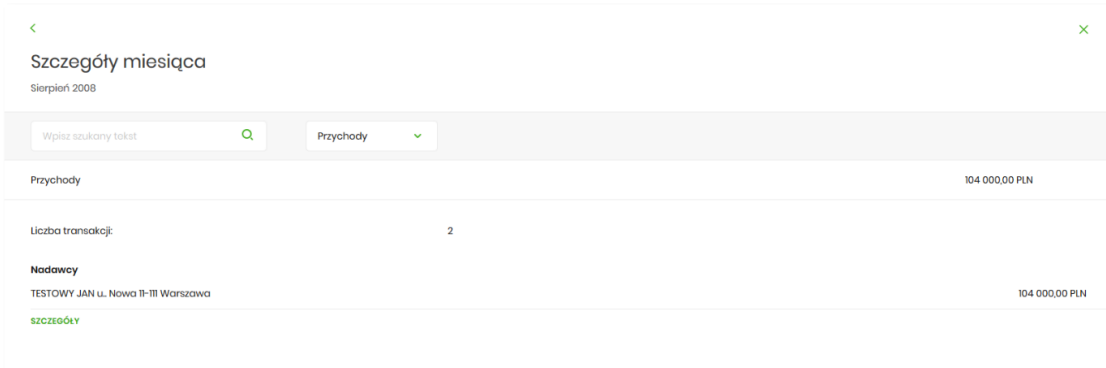 Szczegóły miesiąca
Sierpień 2008
Wpisz szukany tekst
Przychody
Przychody 104 000,00 PLN
Liczba transakcji: 2
Nadawcy
TESTOWY JAN u.. Nowa 11-111 Warszawa 104 000,00 PLN
SZCZEGÓŁY